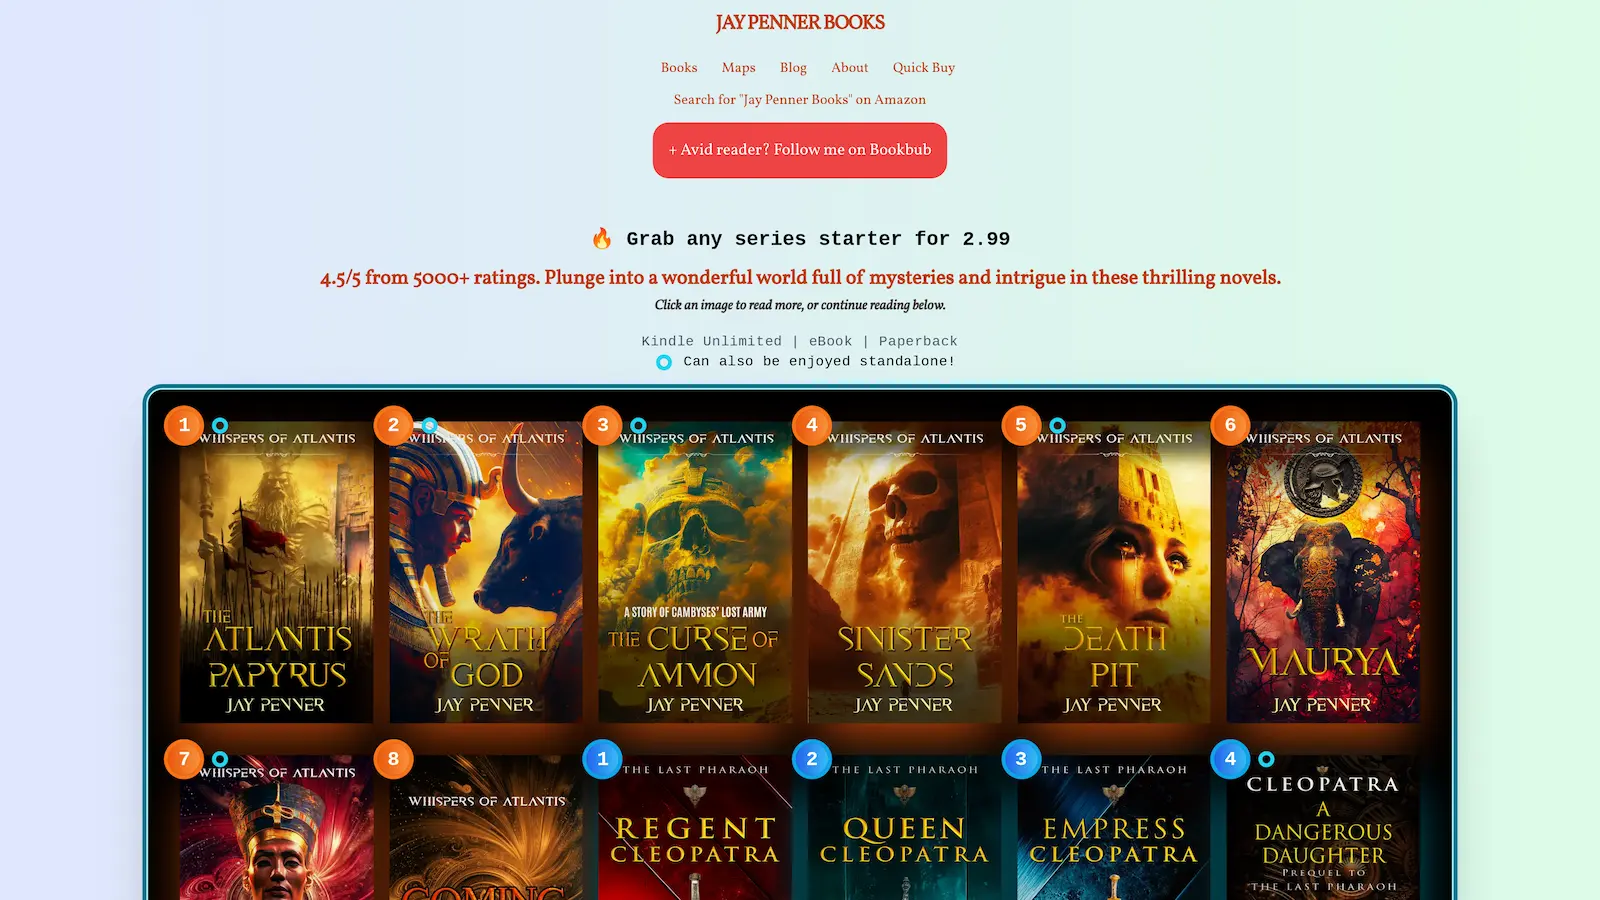 JAY PENNER BOOKS
Books Maps Blog About Quick Buy
Search for "Jay Penner Books" on Amazon
+ Avid reader? Follow me on Bookbub
🔥 Grab any series starter for 2.99
4.5/5 from 5000+ ratings. Plunge into a wonderful world full of mysteries and intrigue in these thrilling novels.
Click an image to read more, or continue reading below.
Kindle Unlimited | eBook | Paperback
Can also be enjoyed standalone!
1
WHISPERS OF ATLANTIS
THE
ATLANTIS
PAPYRUS
JAY PENNER
2
WHISPERS OF ATLANTIS
THE
WRATH
OF GOD
JAY PENNER
3
WHISPERS OF ATLANTIS
A STORY OF CAMBYSES' LOST ARMY
THE CURSE OF
AMMON
JAY PENNER
4
WHISPERS OF ATLANTIS
SINISTER
SANDS
JAY PENNER
5
WHISPERS OF ATLANTIS
THE
DEATH
PIT
JAY PENNER
6
WHISPERS OF ATLANTIS
MAURYA
JAY PENNER
7
WHISPERS OF ATLANTIS
8
WHISPERS OF ATLANTIS
COMING
1
THE LAST PHARAOH
REGENT
CLEOPATRA
2
THE LAST PHARAOH
QUEEN
CLEOPATRA
3
THE LAST PHARAOH
EMPRESS
CLEOPATRA
4
CLEOPATRA
A
DANGEROUS
DAUGHTER
PREQUEL TO
THE LAST PHARAOH